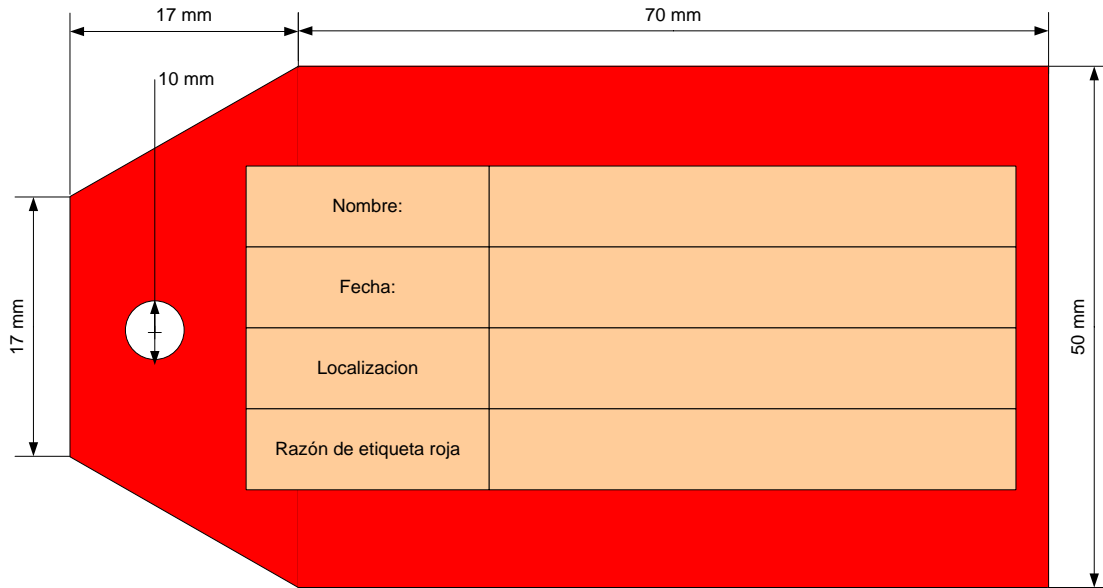 17 mm
70 mm
10 mm
Nombre:
Fecha:
17 mm
50 mm
Localizacion
Razón de etiqueta roja